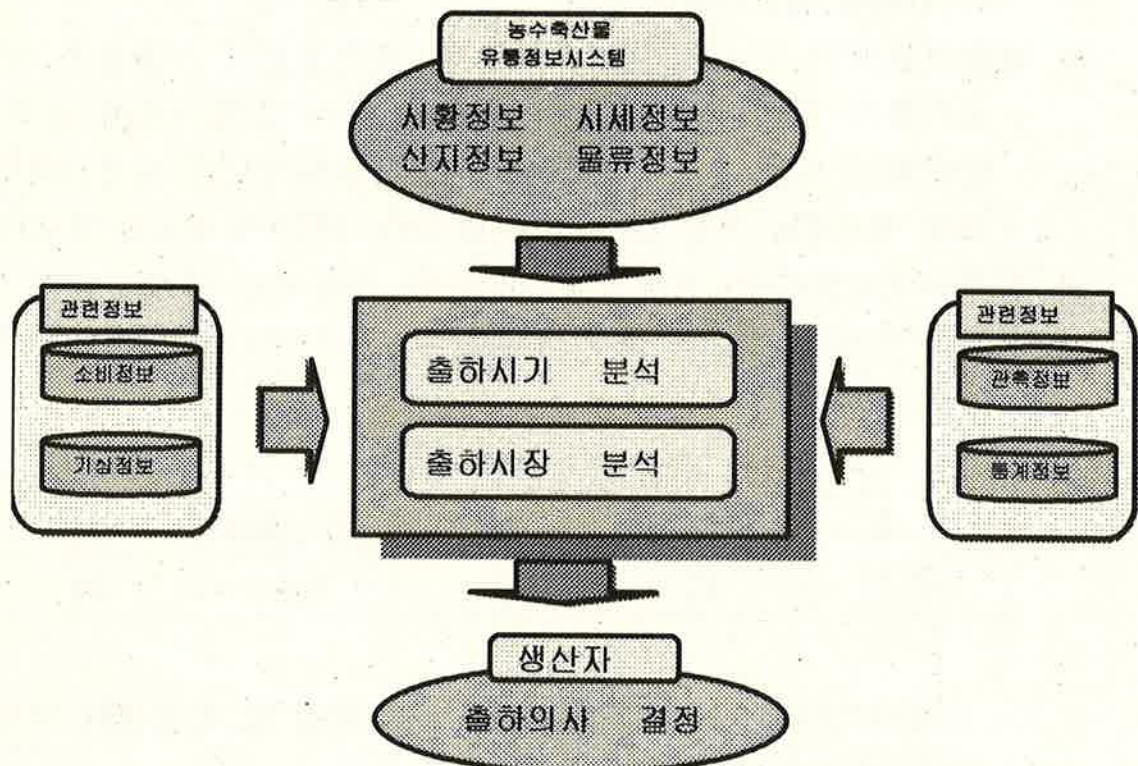 농수축산물
유통정보시스템
시황정보 시세정보
산지정보 물류정보
관련정보
소비정보
기상정보
출하시기 분석
출하시장 분석
관련정보
관측정보
통계정보
생산자
출하의사 결정